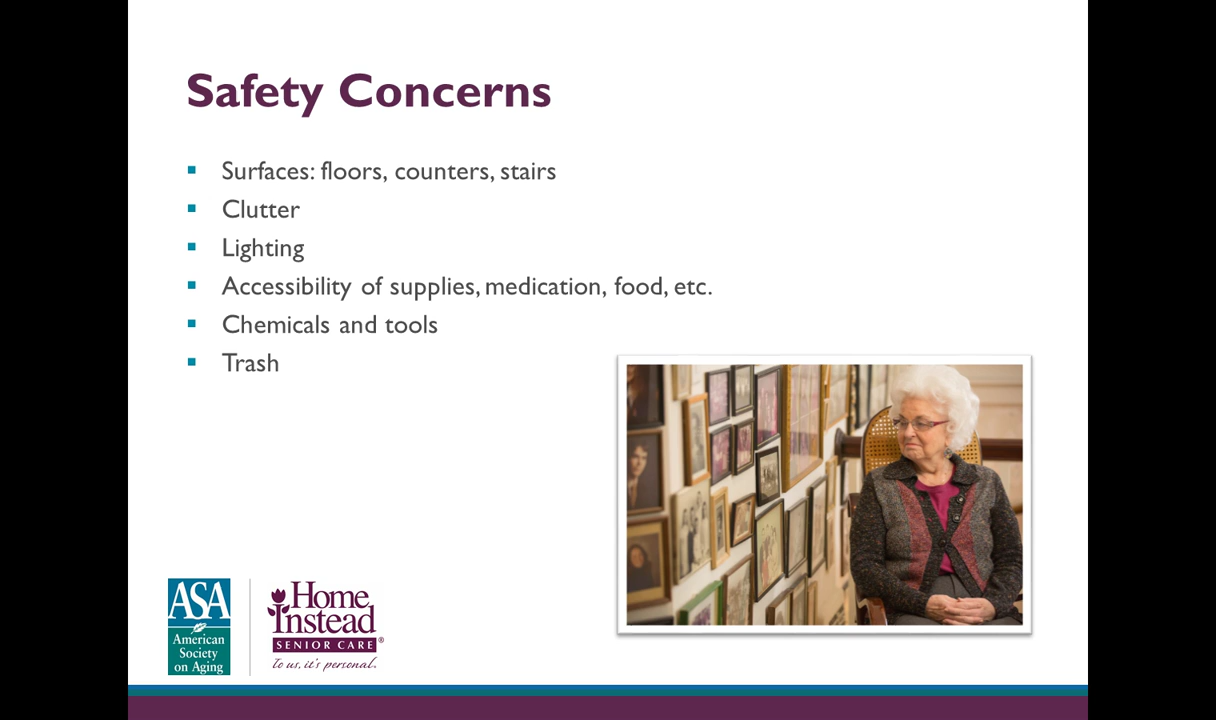 Safety Concerns
Surfaces: floors, counters, stairs
Clutter
Lighting
Accessibility of supplies, medication, food, etc.
Chemicals and tools
Trash
ASA
American
Society
on Aging
Home
Instead
SENIOR CARE®
To us, it's personal.